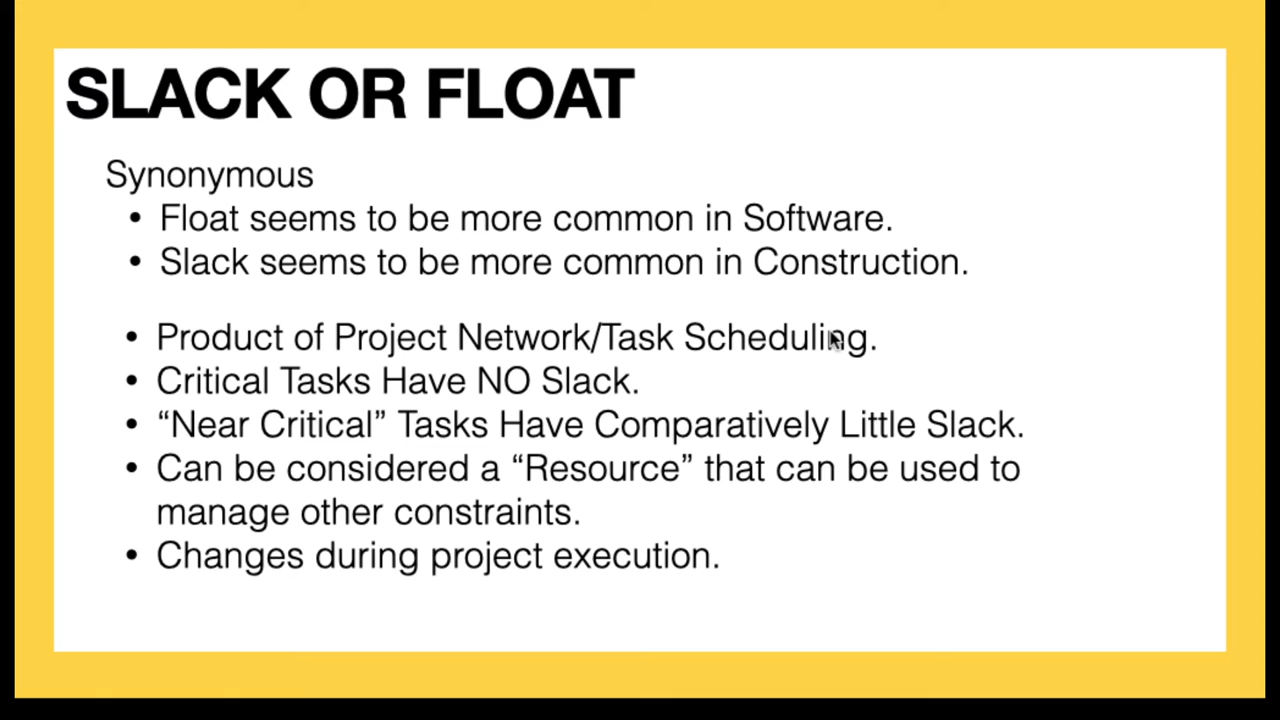 SLACK OR FLOAT
Synonymous
• Float seems to be more common in Software.
• Slack seems to be more common in Construction.
• Product of Project Network/Task Scheduling.
• Critical Tasks Have NO Slack.
• “Near Critical” Tasks Have Comparatively Little Slack.
• Can be considered a “Resource” that can be used to
manage other constraints.
• Changes during project execution.